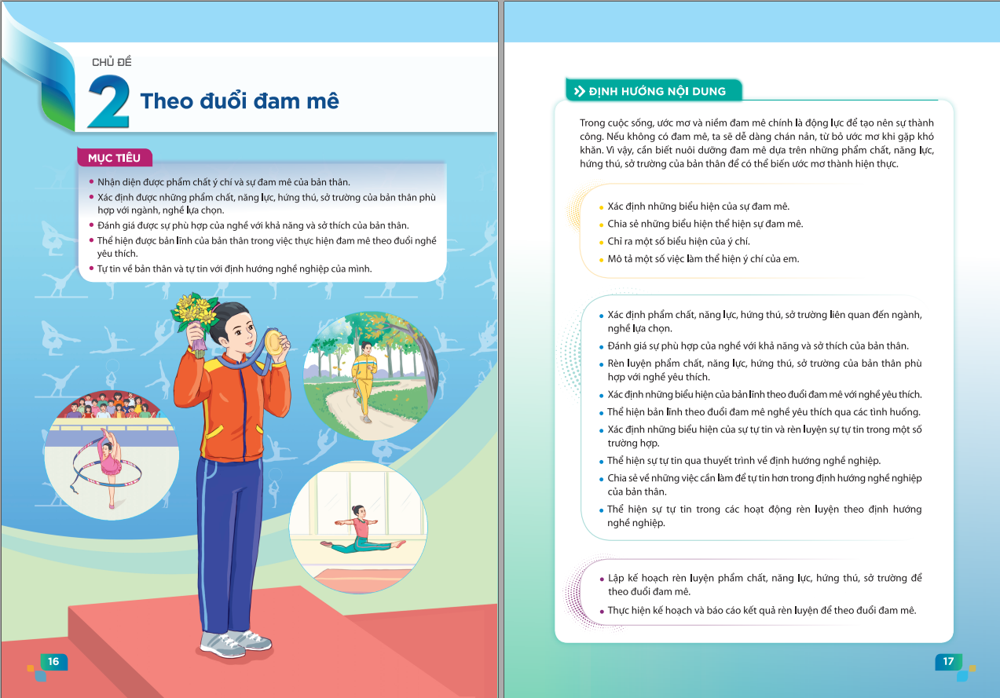 CHỦ ĐỀ
2 Theo đuổi đam mê
MỤC TIÊU
• Nhận diện được phẩm chất ý chí và sự đam mê của bản thân.
• Xác định được những phẩm chất, năng lực, hứng thú, sở trường của bản thân phù
hợp với ngành, nghề lựa chọn.
• Đánh giá được sự phù hợp của nghề với khả năng và sở thích của bản thân.
• Thể hiện được bản lĩnh của bản thân trong việc thực hiện đam mê theo đuổi nghề
yêu thích.
• Tự tin về bản thân và tự tin với định hướng nghề nghiệp của mình.
16
ĐỊNH HƯỚNG NỘI DUNG
Trong cuộc sống, ước mơ và niềm đam mê chính là động lực để tạo nên sự thành
công. Nếu không có đam mê, ta sẽ dễ dàng chán nản, từ bỏ ước mơ khi gặp khó
khăn. Vì vậy, cần biết nuôi dưỡng đam mê dựa trên những phẩm chất, năng lực,
hứng thú, sở trường của bản thân để có thể biến ước mơ thành hiện thực.
• Xác định những biểu hiện của sự đam mê.
• Chia sẻ những biểu hiện thể hiện sự đam mê.
• Chỉ ra một số biểu hiện của ý chí.
• Mô tả một số việc làm thể hiện ý chí của em.
• Xác định phẩm chất, năng lực, hứng thú, sở trường liên quan đến ngành,
nghề lựa chọn.
• Đánh giá sự phù hợp của nghề với khả năng và sở thích của bản thân.
• Rèn luyện phẩm chất, năng lực, hứng thú, sở trường của bản thân phù
hợp với nghề yêu thích.
• Xác định những biểu hiện của bản lĩnh theo đuổi đam mê với nghề yêu thích.
• Thể hiện bản lĩnh theo đuổi đam mê nghề yêu thích qua các tình huống.
• Xác định những biểu hiện của sự tự tin và rèn luyện sự tự tin trong một số
trường hợp.
• Thể hiện sự tự tin qua thuyết trình về định hướng nghề nghiệp.
• Chia sẻ về những việc cần làm để tự tin hơn trong định hướng nghề nghiệp
của bản thân.
• Thể hiện sự tự tin trong các hoạt động rèn luyện theo định hướng
nghề nghiệp.
• Lập kế hoạch rèn luyện phẩm chất, năng lực, hứng thú, sở trường để
theo đuổi đam mê.
• Thực hiện kế hoạch và báo cáo kết quả rèn luyện để theo đuổi đam mê.
17